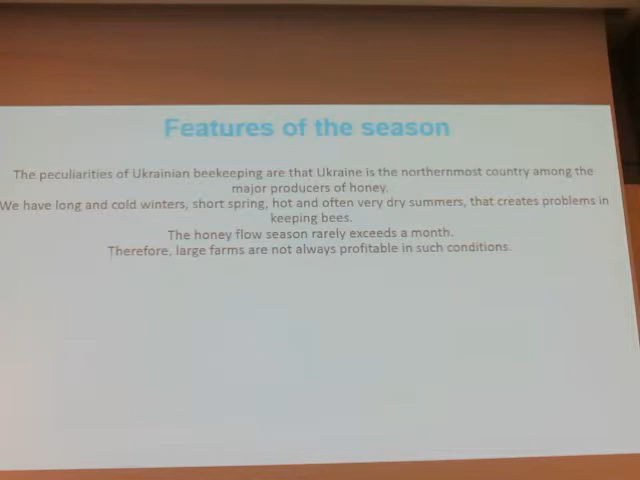 Features of the season
The peculiarities of Ukrainian beekeeping are that Ukraine is the northernmost country among the
major producers of honey.
We have long and cold winters, short spring, hot and often very dry summers, that creates problems in
keeping bees.
The honey flow season rarely exceeds a month.
Therefore, large farms are not always profitable in such conditions.